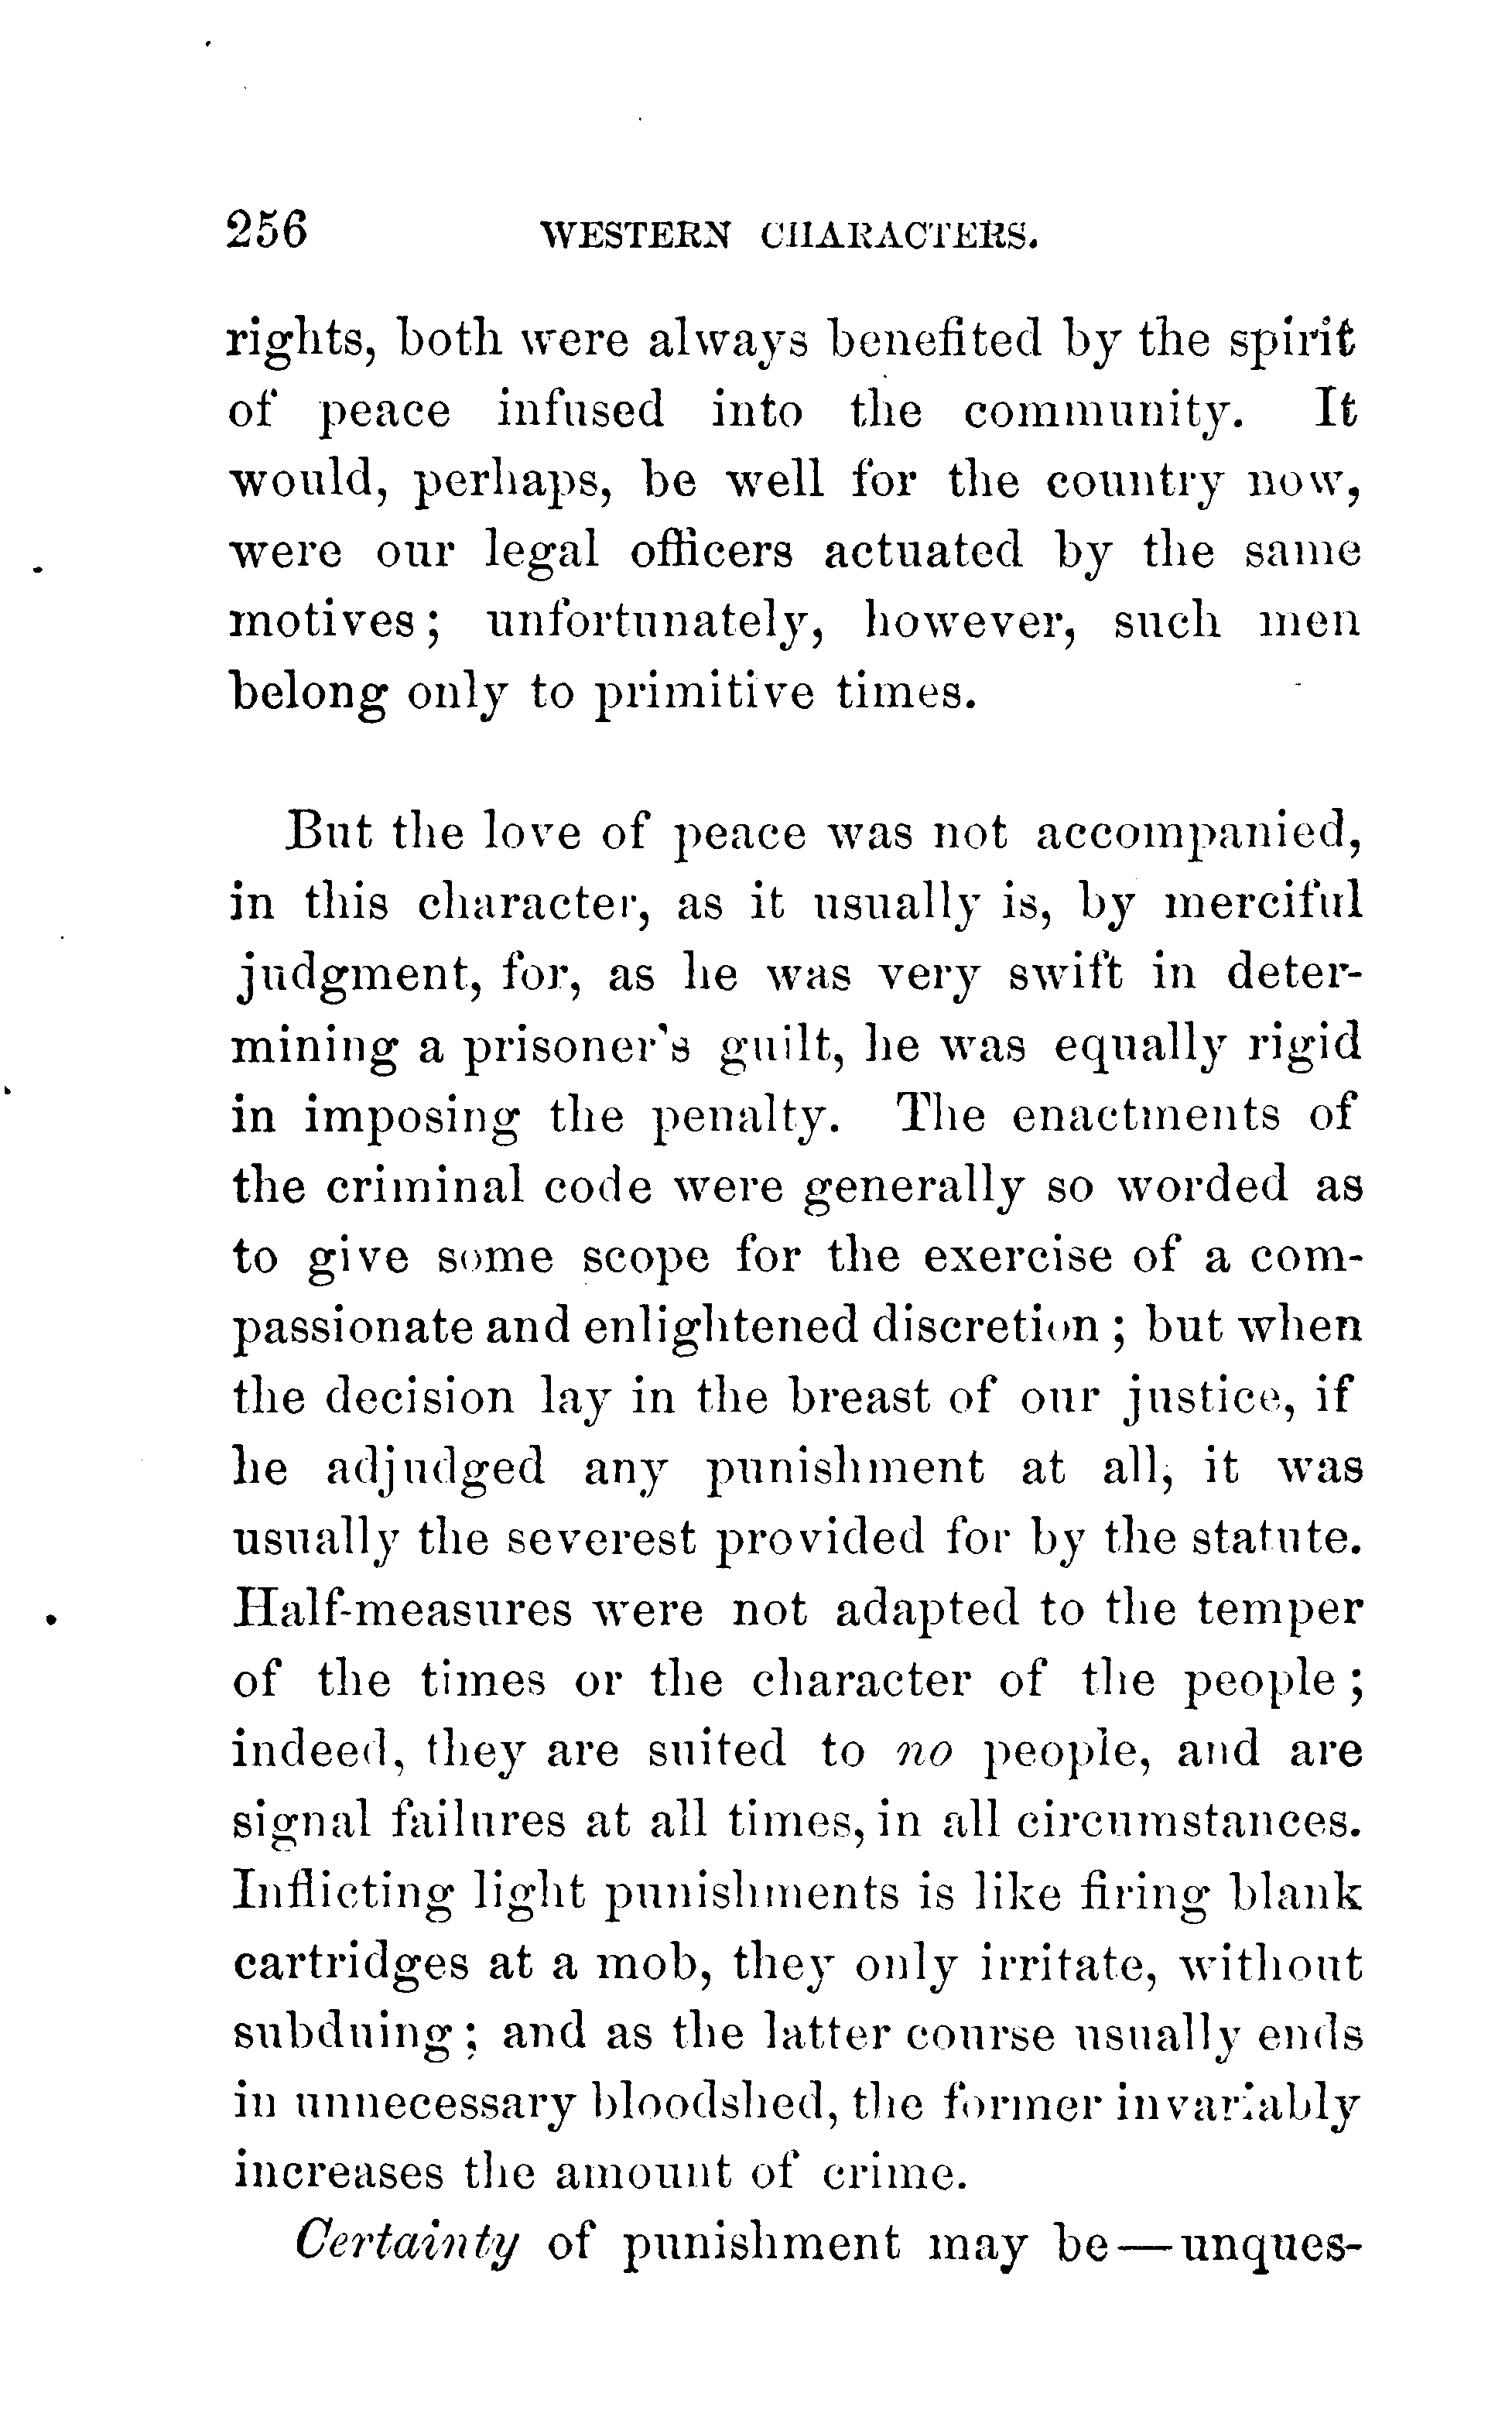 256 WESTERN CHARACTERS.
rights, both were always benefited by the spirit
of peace infused into the community. It
would, perhaps, be well for the country now,
were our legal officers actuated by the same
motives; unfortunately, however, such men
belong only to primitive times.
But the love of peace was not accompanied,
in this character, as it usually is, by merciful
judgment, for, as he was very swift in deter-
mining a prisoner's guilt, he was equally rigid
in imposing the penalty. The enactments of
the criminal code were generally so worded as
to give some scope for the exercise of a com-
passionate and enlightened discretion; but when
the decision lay in the breast of our justice, if
he adjudged any punishment at all, it was
usually the severest provided for by the statute.
Half-measures were not adapted to the temper
of the times or the character of the people;
indeed, they are suited to no people, and are
signal failures at all times, in all circumstances.
Inflicting light punishments is like firing blank
cartridges at a mob, they only irritate, without
subduing; and as the latter course usually ends
in unnecessary bloodshed, the former invariably
increases the amount of crime.
Certainty of punishment may be—unques-